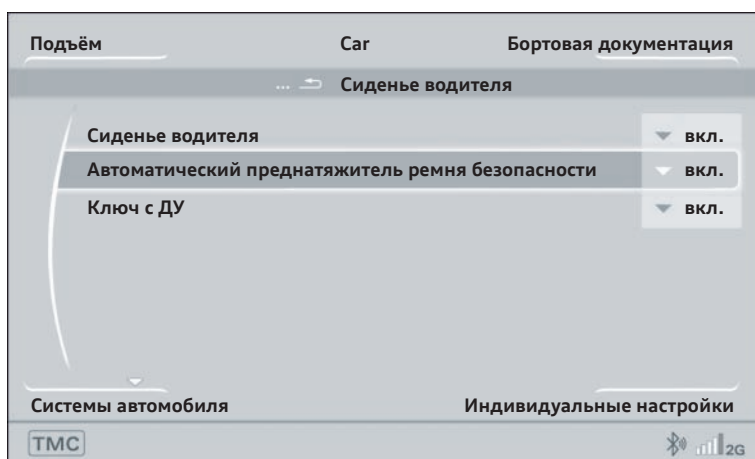 Подъём Car Бортовая документация
... Сиденье водителя
Сиденье водителя вкл.
Автоматический преднатяжитель ремня безопасности вкл.
Ключ с ДУ вкл.
Системы автомобиля Индивидуальные настройки
TMC 2G